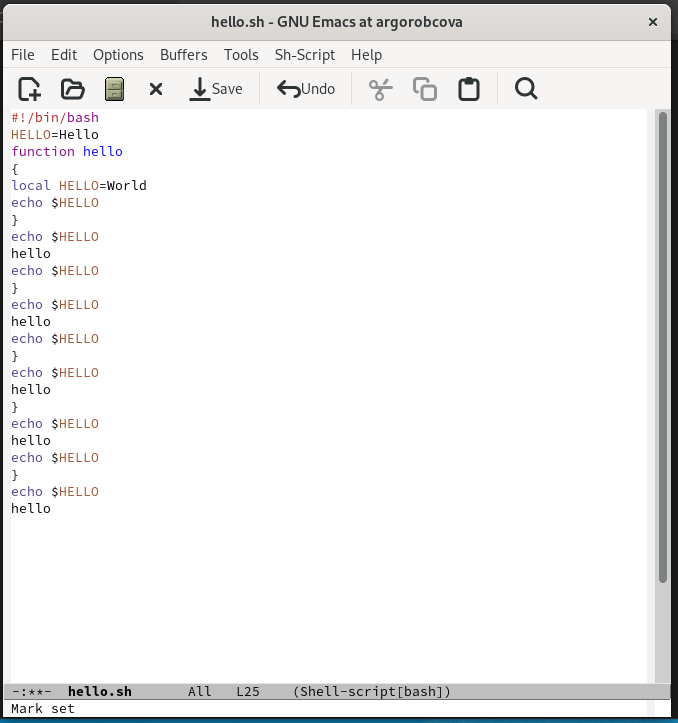 hello.sh - GNU Emacs at argorobcova
File Edit Options Buffers Tools Sh-Script Help
Save Undo
#!/bin/bash
HELLO=Hello
function hello
{
local HELLO=World
echo $HELLO
}
echo $HELLO
hello
echo $HELLO
}
echo $HELLO
hello
echo $HELLO
}
echo $HELLO
hello
}
echo $HELLO
hello
echo $HELLO
}
echo $HELLO
hello
-:**- hello.sh All L25 (Shell-script[bash])
Mark set